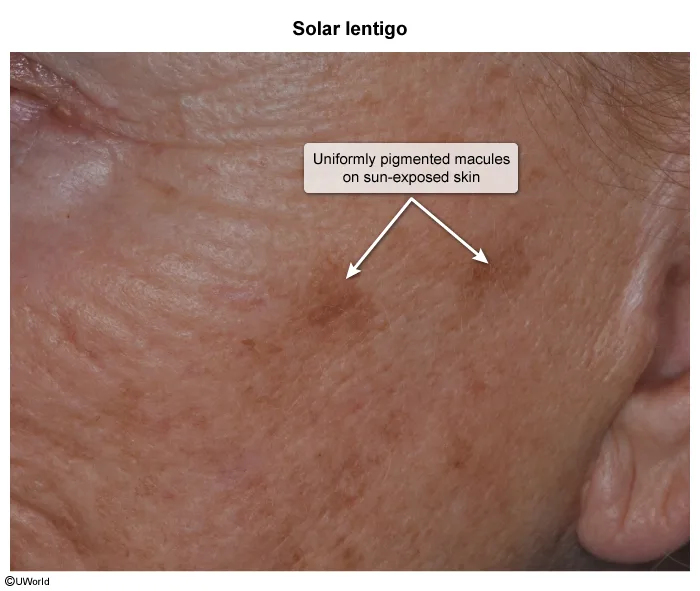 Solar lentigo
Uniformly pigmented macules
on sun-exposed skin
©UWorld